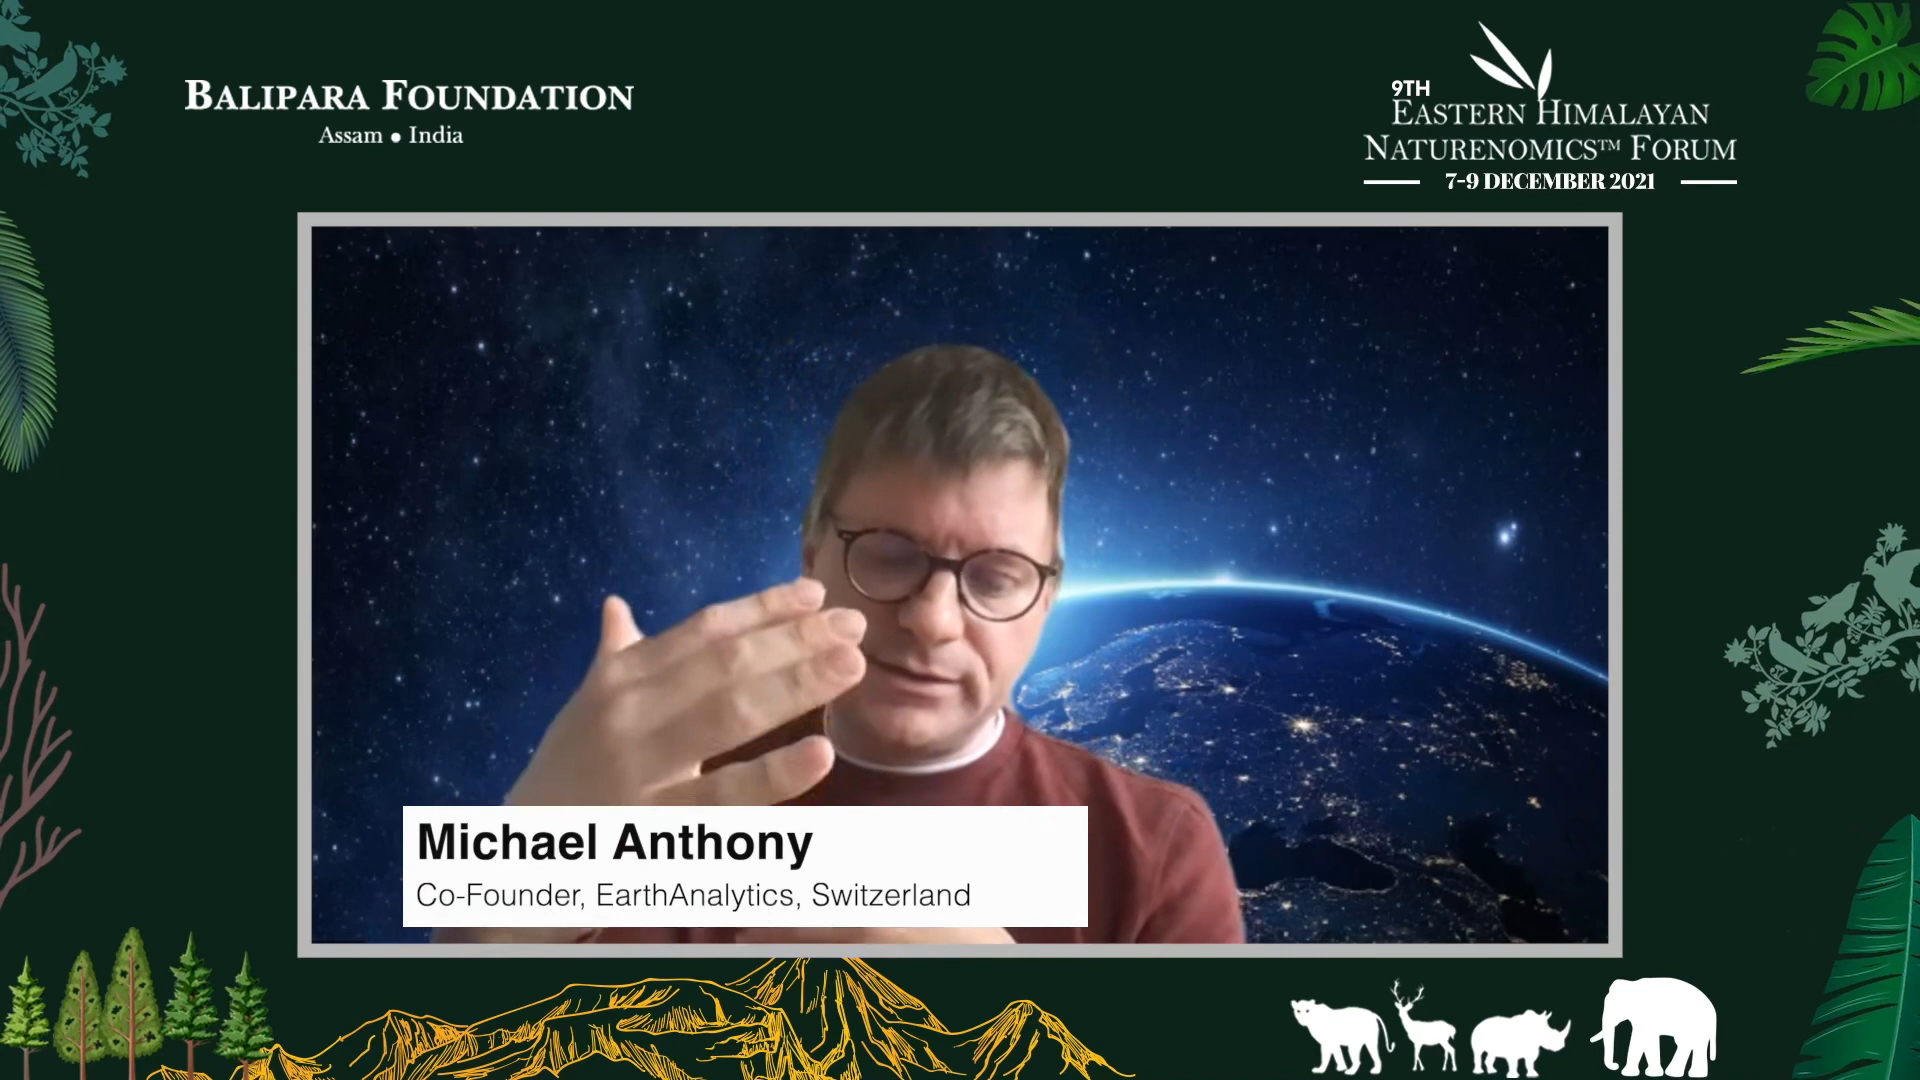 BALIPARA FOUNDATION
Assam • India
9TH
EASTERN HIMALAYAN
NATURENOMICS™ FORUM
7-9 DECEMBER 2021
Michael Anthony
Co-Founder, EarthAnalytics, Switzerland